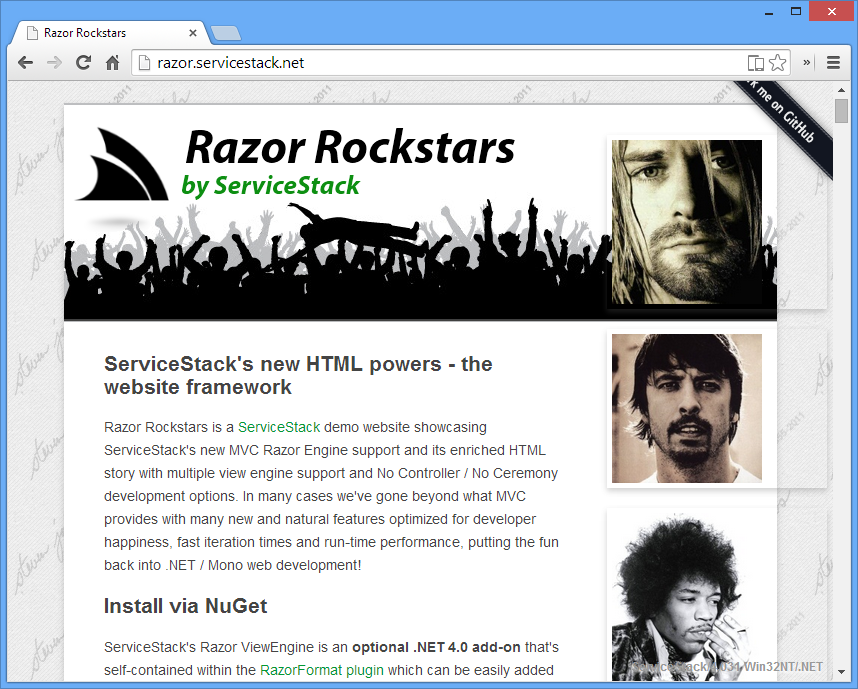 Razor Rockstars
razor.servicestack.net
me on GitHub
Razor Rockstars
by ServiceStack
ServiceStack's new HTML powers - the
website framework
Razor Rockstars is a ServiceStack demo website showcasing
ServiceStack's new MVC Razor Engine support and its enriched HTML
story with multiple view engine support and No Controller / No Ceremony
development options. In many cases we've gone beyond what MVC
provides with many new and natural features optimized for developer
happiness, fast iteration times and run-time performance, putting the fun
back into .NET / Mono web development!
Install via NuGet
ServiceStack's Razor ViewEngine is an optional .NET 4.0 add-on that's
self-contained within the RazorFormat plugin which can be easily added
Win32NT/.NET